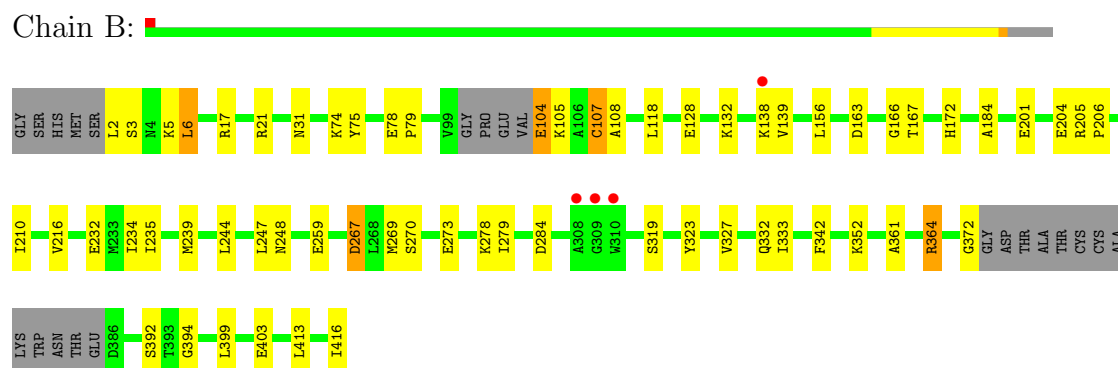 Chain B:
GLY SER HIS MET SER L2 S3 N4 K5 L6 R17 R21 N31 K74 Y75 E78 P79 V99 GLY PRO GLU VAL E104 K105 A106 C107 A108 L118 E128 K132 K138 V139 L156 D163 G166 T167 H172 A184 E201 E204 R205 P206
I210 V216 E232 M233 I234 I235 M239 L244 L247 N248 E259 D267 L268 M269 S270 E273 K278 I279 D284 A308 G309 W310 S319 Y323 V327 Q332 I333 F342 K352 A361 R364 G372 GLY ASP THR ALA THR CYS CYS ALA
LYS TRP ASN THR GLU D386 S392 T393 G394 L399 E403 L413 I416